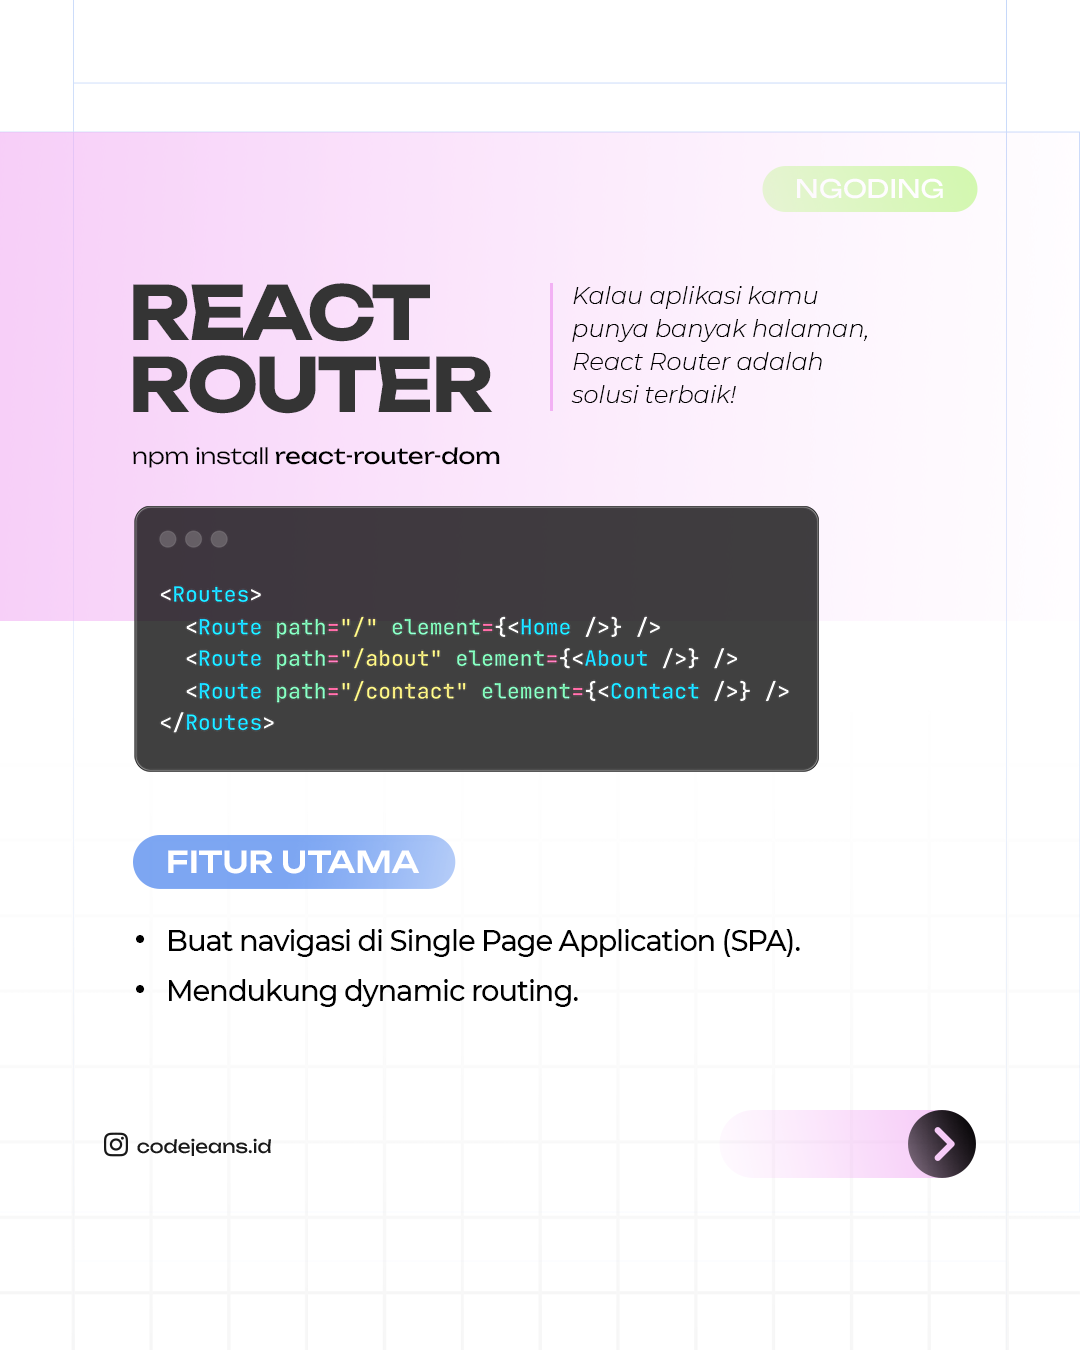 NGODING
REACT
ROUTER
Kalau aplikasi kamu
punya banyak halaman,
React Router adalah
solusi terbaik!
npm install react-router-dom
<Routes>
  <Route path="/" element={<Home />} />
  <Route path="/about" element={<About />} />
  <Route path="/contact" element={<Contact />} />
</Routes>
FITUR UTAMA
• Buat navigasi di Single Page Application (SPA).
• Mendukung dynamic routing.
codejeans.id